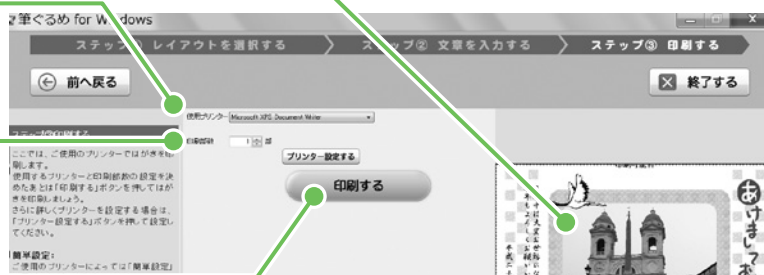 筆ぐるめ for Windows
ステップ① レイアウトを選択する
ステップ② 文章を入力する
ステップ③ 印刷する
前へ戻る
終了する
使用プリンター Microsoft XPS Document Writer
印刷部数 1 部
プリンター設定する
印刷する
ここでは、ご使用のプリンターではがきを印
刷します。
使用するプリンターと印刷部数の設定を決
めたあとは「印刷する」ボタンを押してはが
きを印刷しましょう。
さらに詳しくプリンターを設定する場合は、
「プリンター設定する」ボタンを押して設定し
てください。
簡単設定:
ご使用のプリンターによっては「簡単設定」
あけまして
お